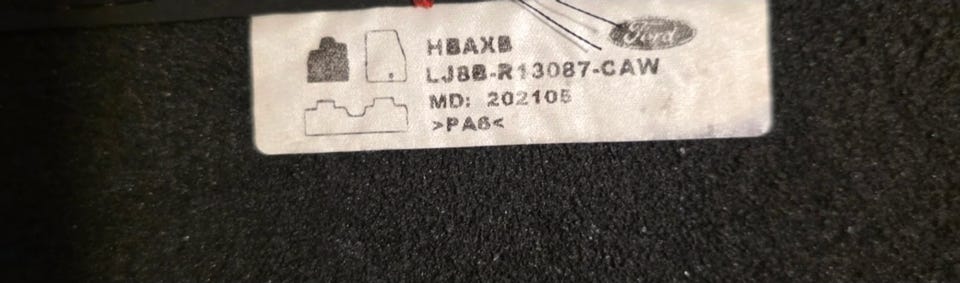 Ford
HBAXB
LJ8B-R13087-CAW
MD: 202105
>PA6<